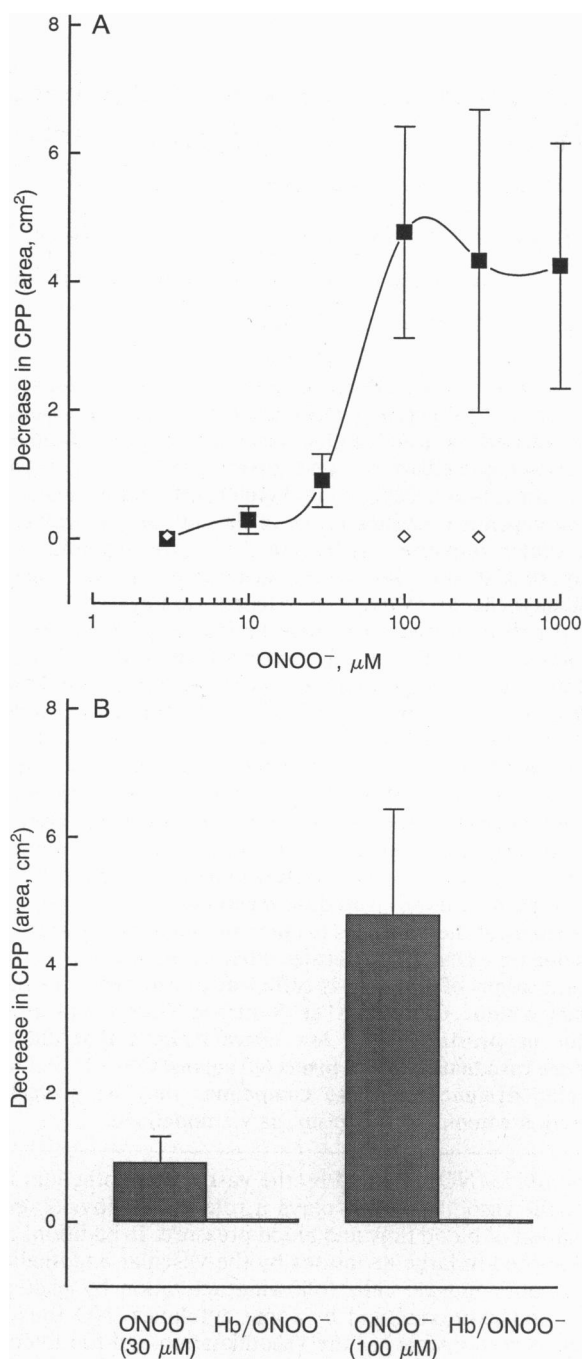 A
8
6
4
2
0
Decrease in CPP (area, cm²)
1 10 100 1000
ONOO⁻, μM
B
8
6
4
2
0
Decrease in CPP (area, cm²)
ONOO⁻ Hb/ONOO⁻ ONOO⁻ Hb/ONOO⁻
(30 μM) (100 μM)